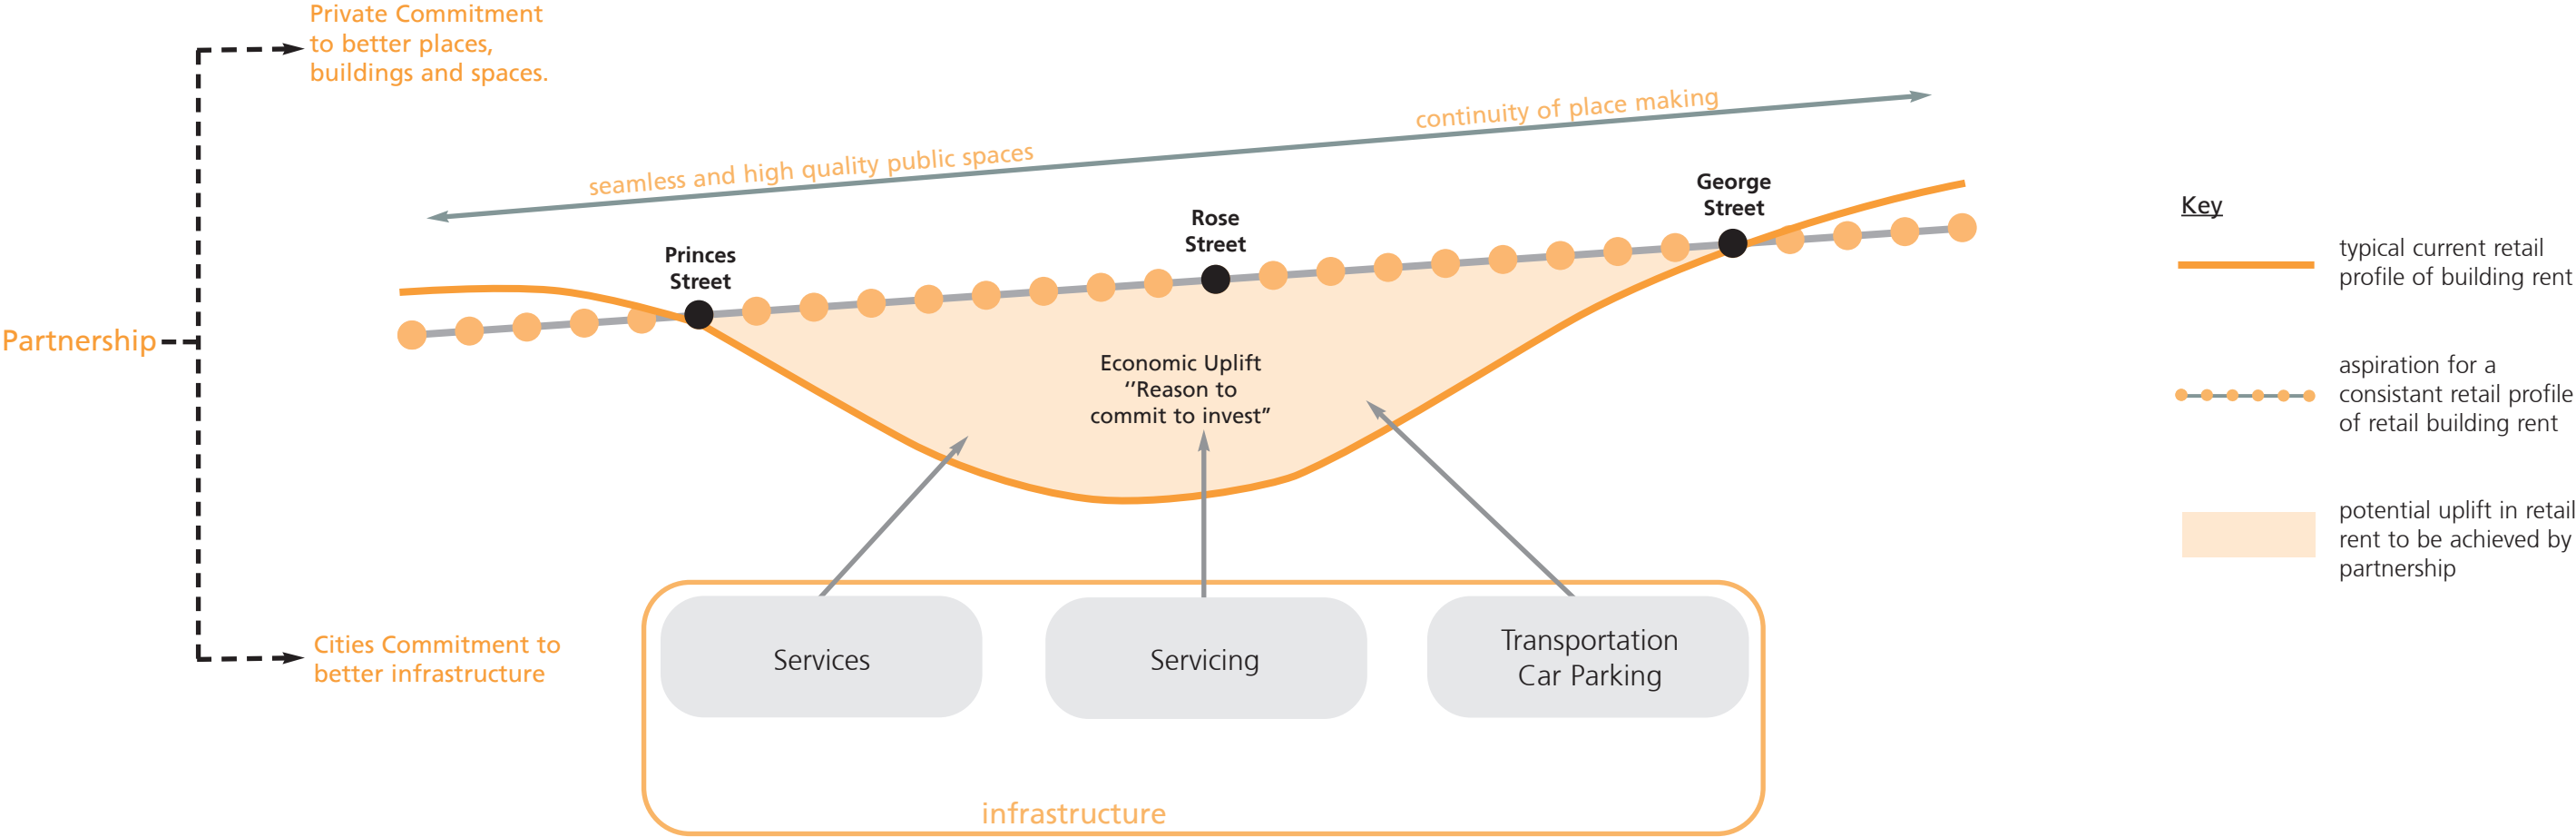 Private Commitment
to better places,
buildings and spaces.
continuity of place making
seamless and high quality public spaces
George
Street
Rose
Street
Princes
Street
Partnership
Economic Uplift
‘‘Reason to
commit to invest”
Cities Commitment to
better infrastructure
Services
Servicing
Transportation
Car Parking
infrastructure
Key
typical current retail
profile of building rent
aspiration for a
consistant retail profile
of retail building rent
potential uplift in retail
rent to be achieved by
partnership